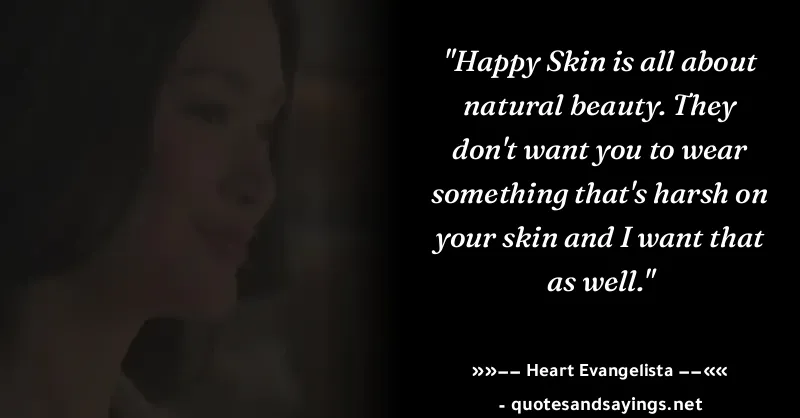 "Happy Skin is all about
natural beauty. They
don't want you to wear
something that's harsh on
your skin and I want that
as well."
»»–– Heart Evangelista ––««
- quotesandsayings.net